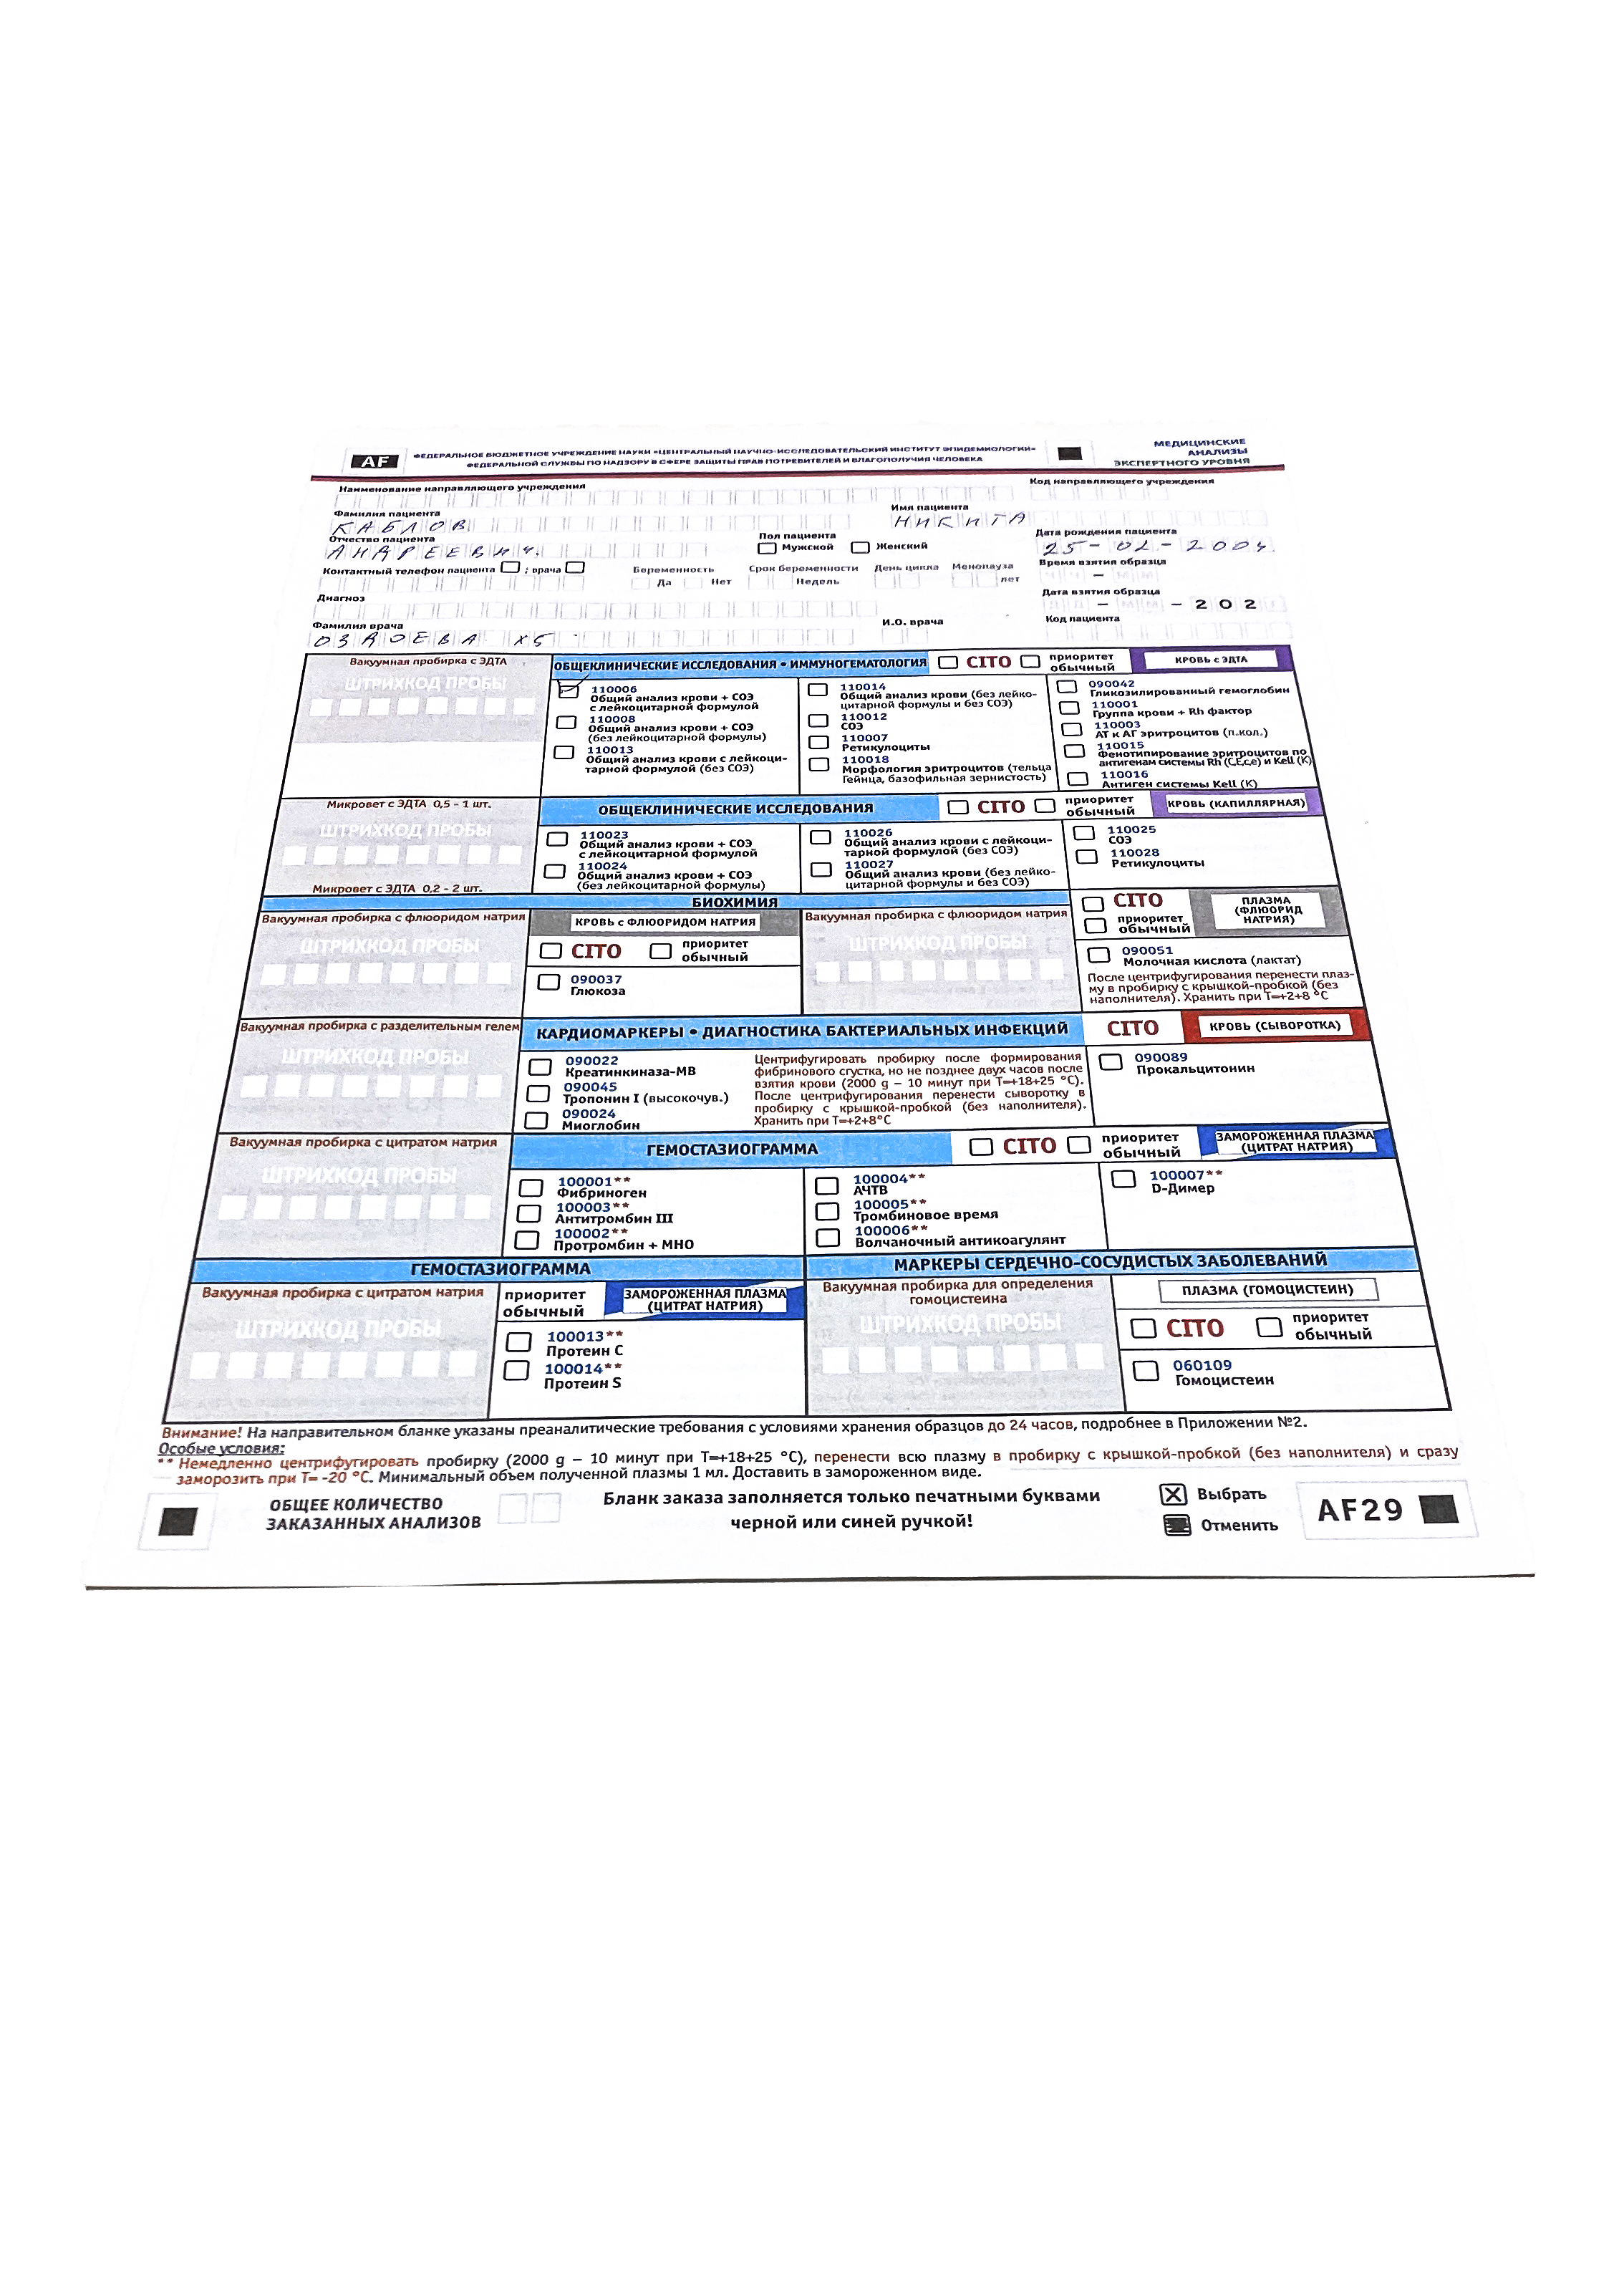 AF
ФЕДЕРАЛЬНОЕ БЮДЖЕТНОЕ УЧРЕЖДЕНИЕ НАУКИ «ЦЕНТРАЛЬНЫЙ НАУЧНО-ИССЛЕДОВАТЕЛЬСКИЙ ИНСТИТУТ ЭПИДЕМИОЛОГИИ»
ФЕДЕРАЛЬНОЙ СЛУЖБЫ ПО НАДЗОРУ В СФЕРЕ ЗАЩИТЫ ПРАВ ПОТРЕБИТЕЛЕЙ И БЛАГОПОЛУЧИЯ ЧЕЛОВЕКА
МЕДИЦИНСКИЕ
АНАЛИЗЫ
ЭКСПЕРТНОГО УРОВНЯ
Наименование направляющего учреждения
Код направляющего учреждения
Фамилия пациента
Имя пациента
КАБЛОВ
НИКИТА
Отчество пациента
Пол пациента
Дата рождения пациента
АНДРЕЕВИЧ.
Мужской
Женский
25-02-2004.
Контактный телефон пациента ; врача
Беременность
Срок беременности
День цикла
Менопауза
Время взятия образца
Да
Нет
Недель
лет
–
Диагноз
Дата взятия образца
– – 202
Фамилия врача
И.О. врача
Код пациента
ОЗДОЕВА Х5
Вакуумная пробирка с ЭДТА
ШТРИХКОД ПРОБЫ
ОБЩЕКЛИНИЧЕСКИЕ ИССЛЕДОВАНИЯ • ИММУНОГЕМАТОЛОГИЯ
CITO
приоритет
обычный
КРОВЬ с ЭДТА
110006
Общий анализ крови + СОЭ
с лейкоцитарной формулой
110008
Общий анализ крови + СОЭ
(без лейкоцитарной формулы)
110013
Общий анализ крови с лейкоци-
тарной формулой (без СОЭ)
110014
Общий анализ крови (без лейко-
цитарной формулы и без СОЭ)
110012
СОЭ
110007
Ретикулоциты
110018
Морфология эритроцитов (тельца
Гейнца, базофильная зернистость)
090042
Гликозилированный гемоглобин
110001
Группа крови + Rh фактор
110003
АТ к АГ эритроцитов (п.кол.)
110015
Фенотипирование эритроцитов по
антигенам системы Rh (C,E,c,e) и Kell (K)
110016
Антиген системы Kell (K)
Микровет с ЭДТА 0,5 - 1 шт.
ШТРИХКОД ПРОБЫ
Микровет с ЭДТА 0,2 - 2 шт.
ОБЩЕКЛИНИЧЕСКИЕ ИССЛЕДОВАНИЯ
CITO
приоритет
обычный
КРОВЬ (КАПИЛЛЯРНАЯ)
110023
Общий анализ крови + СОЭ
с лейкоцитарной формулой
110024
Общий анализ крови + СОЭ
(без лейкоцитарной формулы)
110026
Общий анализ крови с лейкоци-
тарной формулой (без СОЭ)
110027
Общий анализ крови (без лейко-
цитарной формулы и без СОЭ)
110025
СОЭ
110028
Ретикулоциты
БИОХИМИЯ
Вакуумная пробирка с флюоридом натрия
ШТРИХКОД ПРОБЫ
КРОВЬ с ФЛЮОРИДОМ НАТРИЯ
CITO
приоритет
обычный
090037
Глюкоза
Вакуумная пробирка с флюоридом натрия
ШТРИХКОД ПРОБЫ
CITO
приоритет
обычный
ПЛАЗМА
(ФЛЮОРИД
НАТРИЯ)
090051
Молочная кислота (лактат)
После центрифугирования перенести плаз-
му в пробирку с крышкой-пробкой (без
наполнителя). Хранить при Т=+2+8 °С
Вакуумная пробирка с разделительным гелем
ШТРИХКОД ПРОБЫ
КАРДИОМАРКЕРЫ • ДИАГНОСТИКА БАКТЕРИАЛЬНЫХ ИНФЕКЦИЙ
CITO
КРОВЬ (СЫВОРОТКА)
090022
Креатинкиназа-МВ
090045
Тропонин I (высокочув.)
090024
Миоглобин
Центрифугировать пробирку после формирования
фибринового сгустка, но не позднее двух часов после
взятия крови (2000 g – 10 минут при Т=+18+25 °С).
После центрифугирования перенести сыворотку в
пробирку с крышкой-пробкой (без наполнителя).
Хранить при Т=+2+8°С
090089
Прокальцитонин
Вакуумная пробирка с цитратом натрия
ШТРИХКОД ПРОБЫ
ГЕМОСТАЗИОГРАММА
CITO
приоритет
обычный
ЗАМОРОЖЕННАЯ ПЛАЗМА
(ЦИТРАТ НАТРИЯ)
100001**
Фибриноген
100003**
Антитромбин III
100002**
Протромбин + МНО
100004**
АЧТВ
100005**
Тромбиновое время
100006**
Волчаночный антикоагулянт
100007**
D-Димер
ГЕМОСТАЗИОГРАММА
МАРКЕРЫ СЕРДЕЧНО-СОСУДИСТЫХ ЗАБОЛЕВАНИЙ
Вакуумная пробирка с цитратом натрия
ШТРИХКОД ПРОБЫ
приоритет
обычный
ЗАМОРОЖЕННАЯ ПЛАЗМА
(ЦИТРАТ НАТРИЯ)
100013**
Протеин C
100014**
Протеин S
Вакуумная пробирка для определения
гомоцистеина
ШТРИХКОД ПРОБЫ
ПЛАЗМА (ГОМОЦИСТЕИН)
CITO
приоритет
обычный
060109
Гомоцистеин
Внимание! На направительном бланке указаны преаналитические требования с условиями хранения образцов до 24 часов, подробнее в Приложении №2.
Особые условия:
** Немедленно центрифугировать пробирку (2000 g – 10 минут при Т=+18+25 °С), перенести всю плазму в пробирку с крышкой-пробкой (без наполнителя) и сразу
заморозить при Т= -20 °С. Минимальный объем полученной плазмы 1 мл. Доставить в замороженном виде.
ОБЩЕЕ КОЛИЧЕСТВО
ЗАКАЗАННЫХ АНАЛИЗОВ
Бланк заказа заполняется только печатными буквами
черной или синей ручкой!
Выбрать
Отменить
AF29